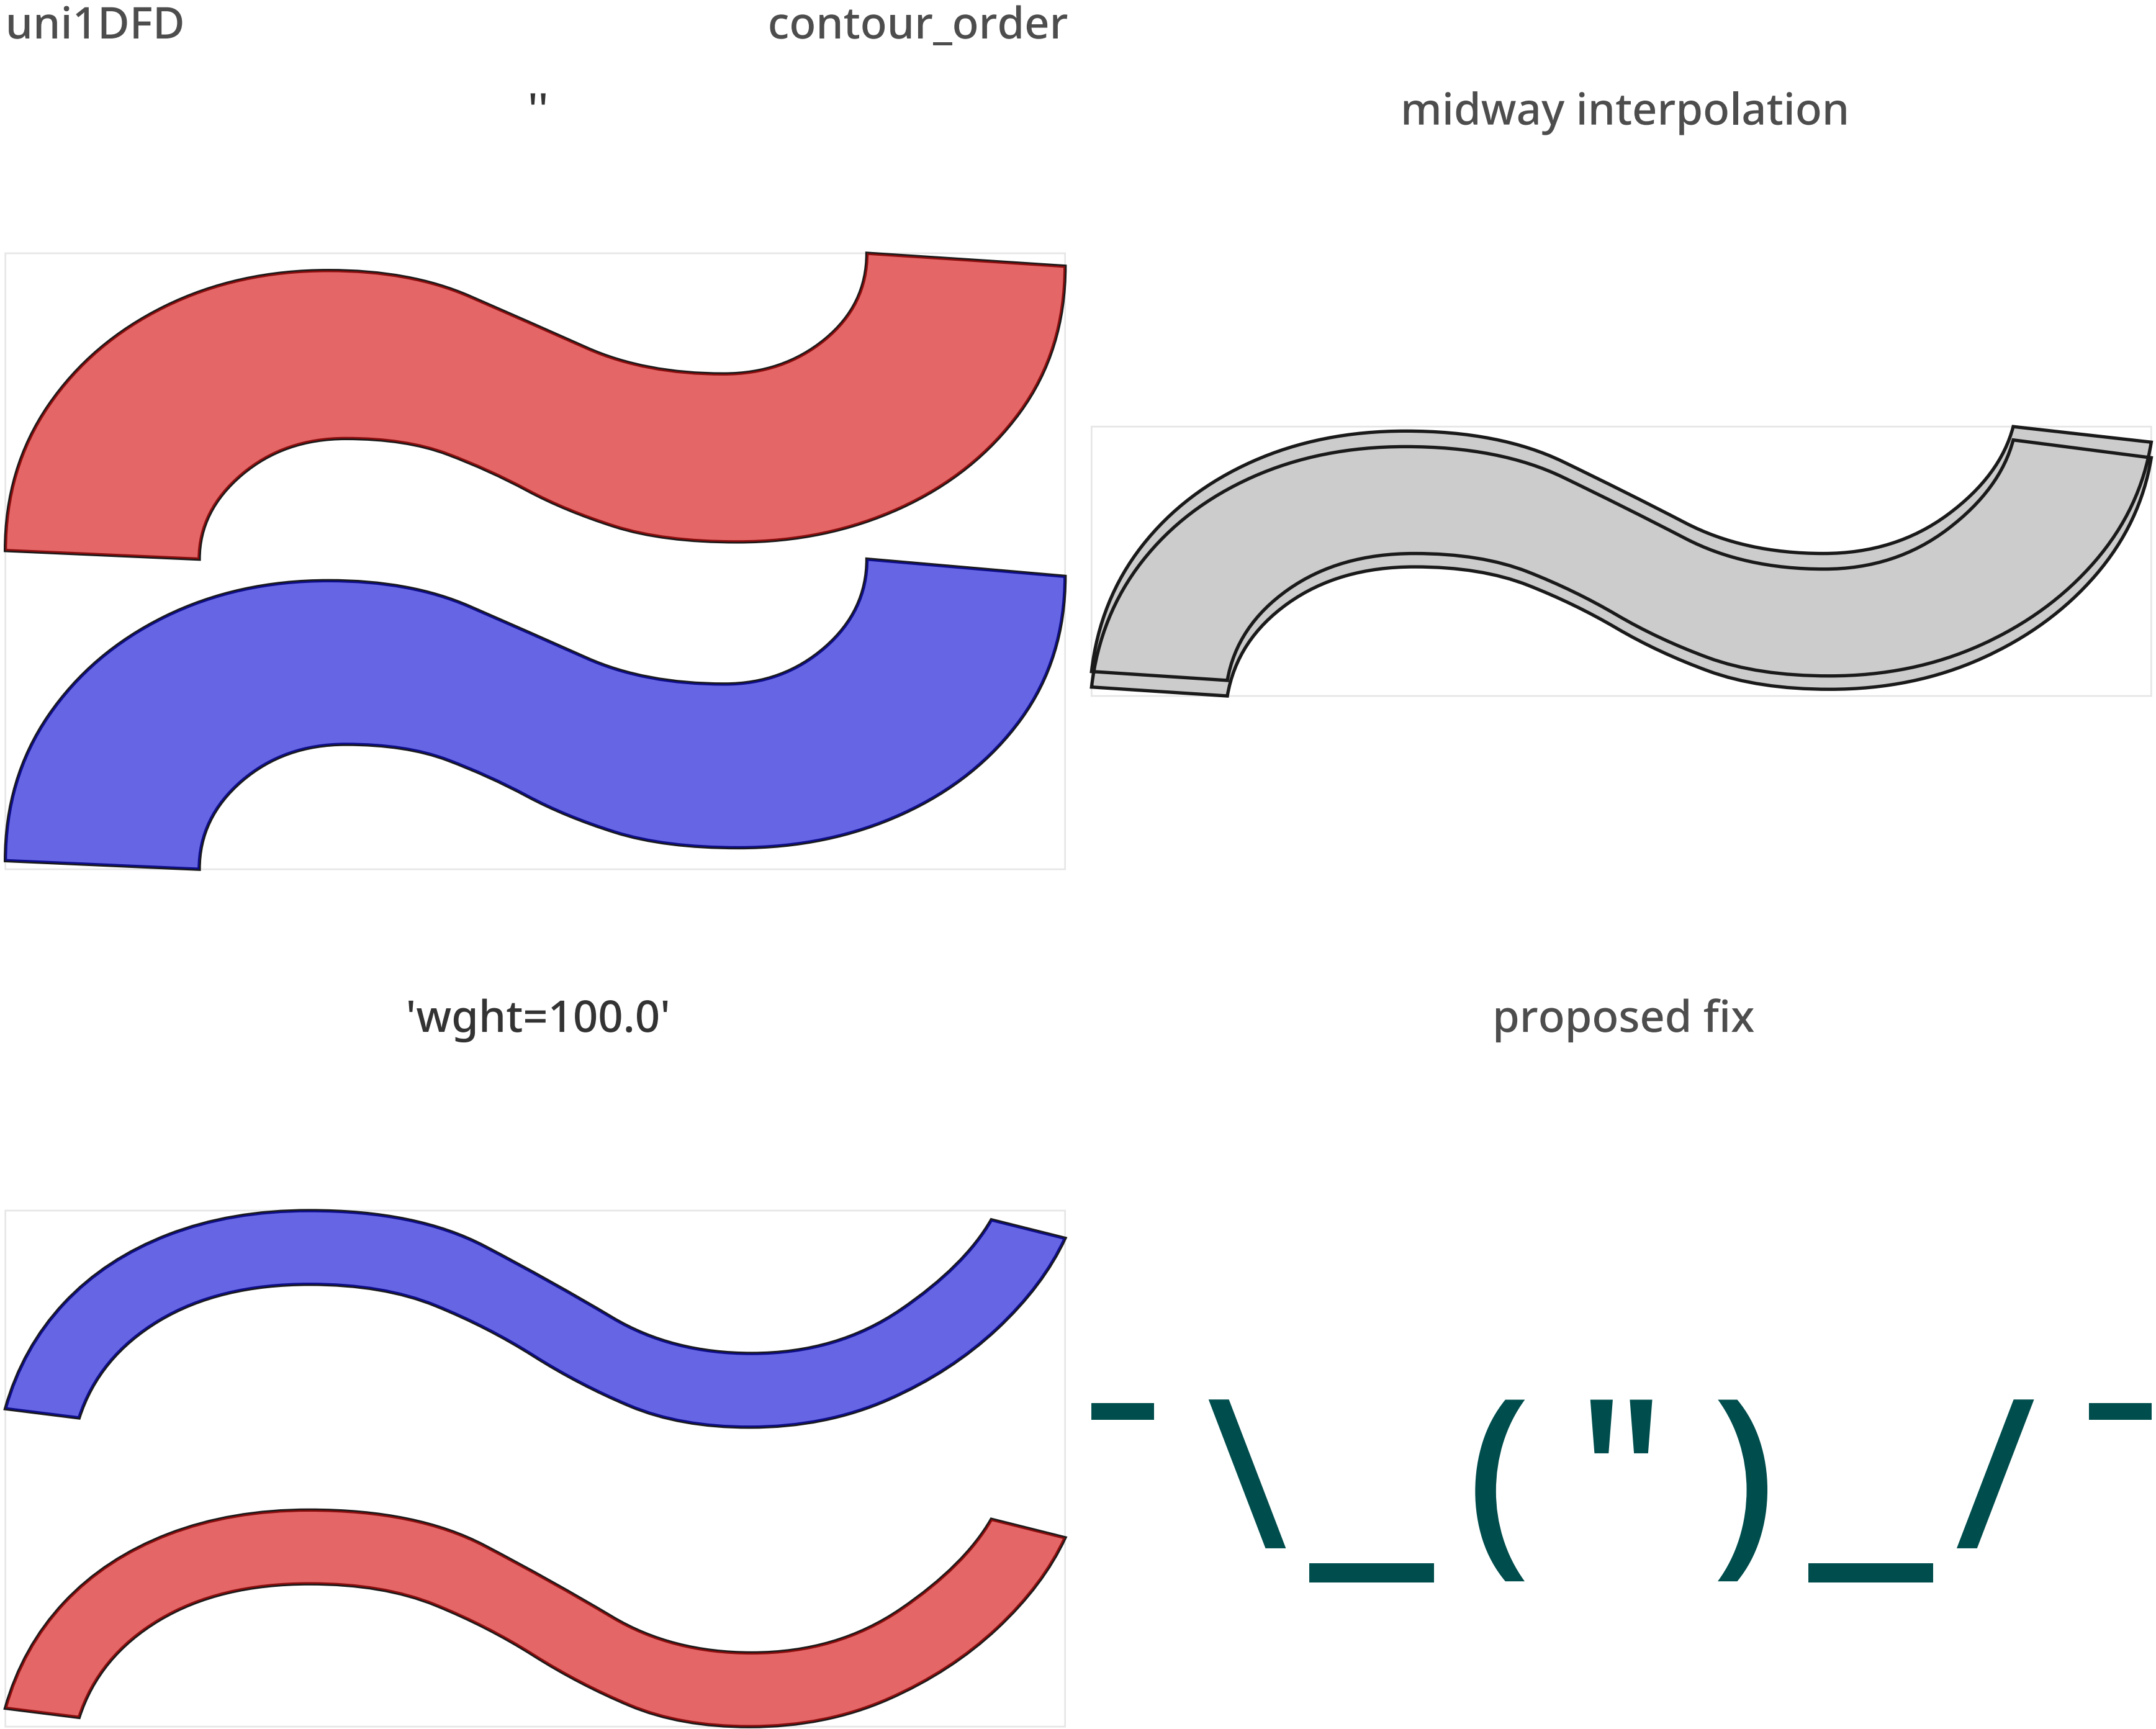 uni1DFD contour_order
''
midway interpolation
'wght=100.0'
proposed fix
¯\_(")_/¯